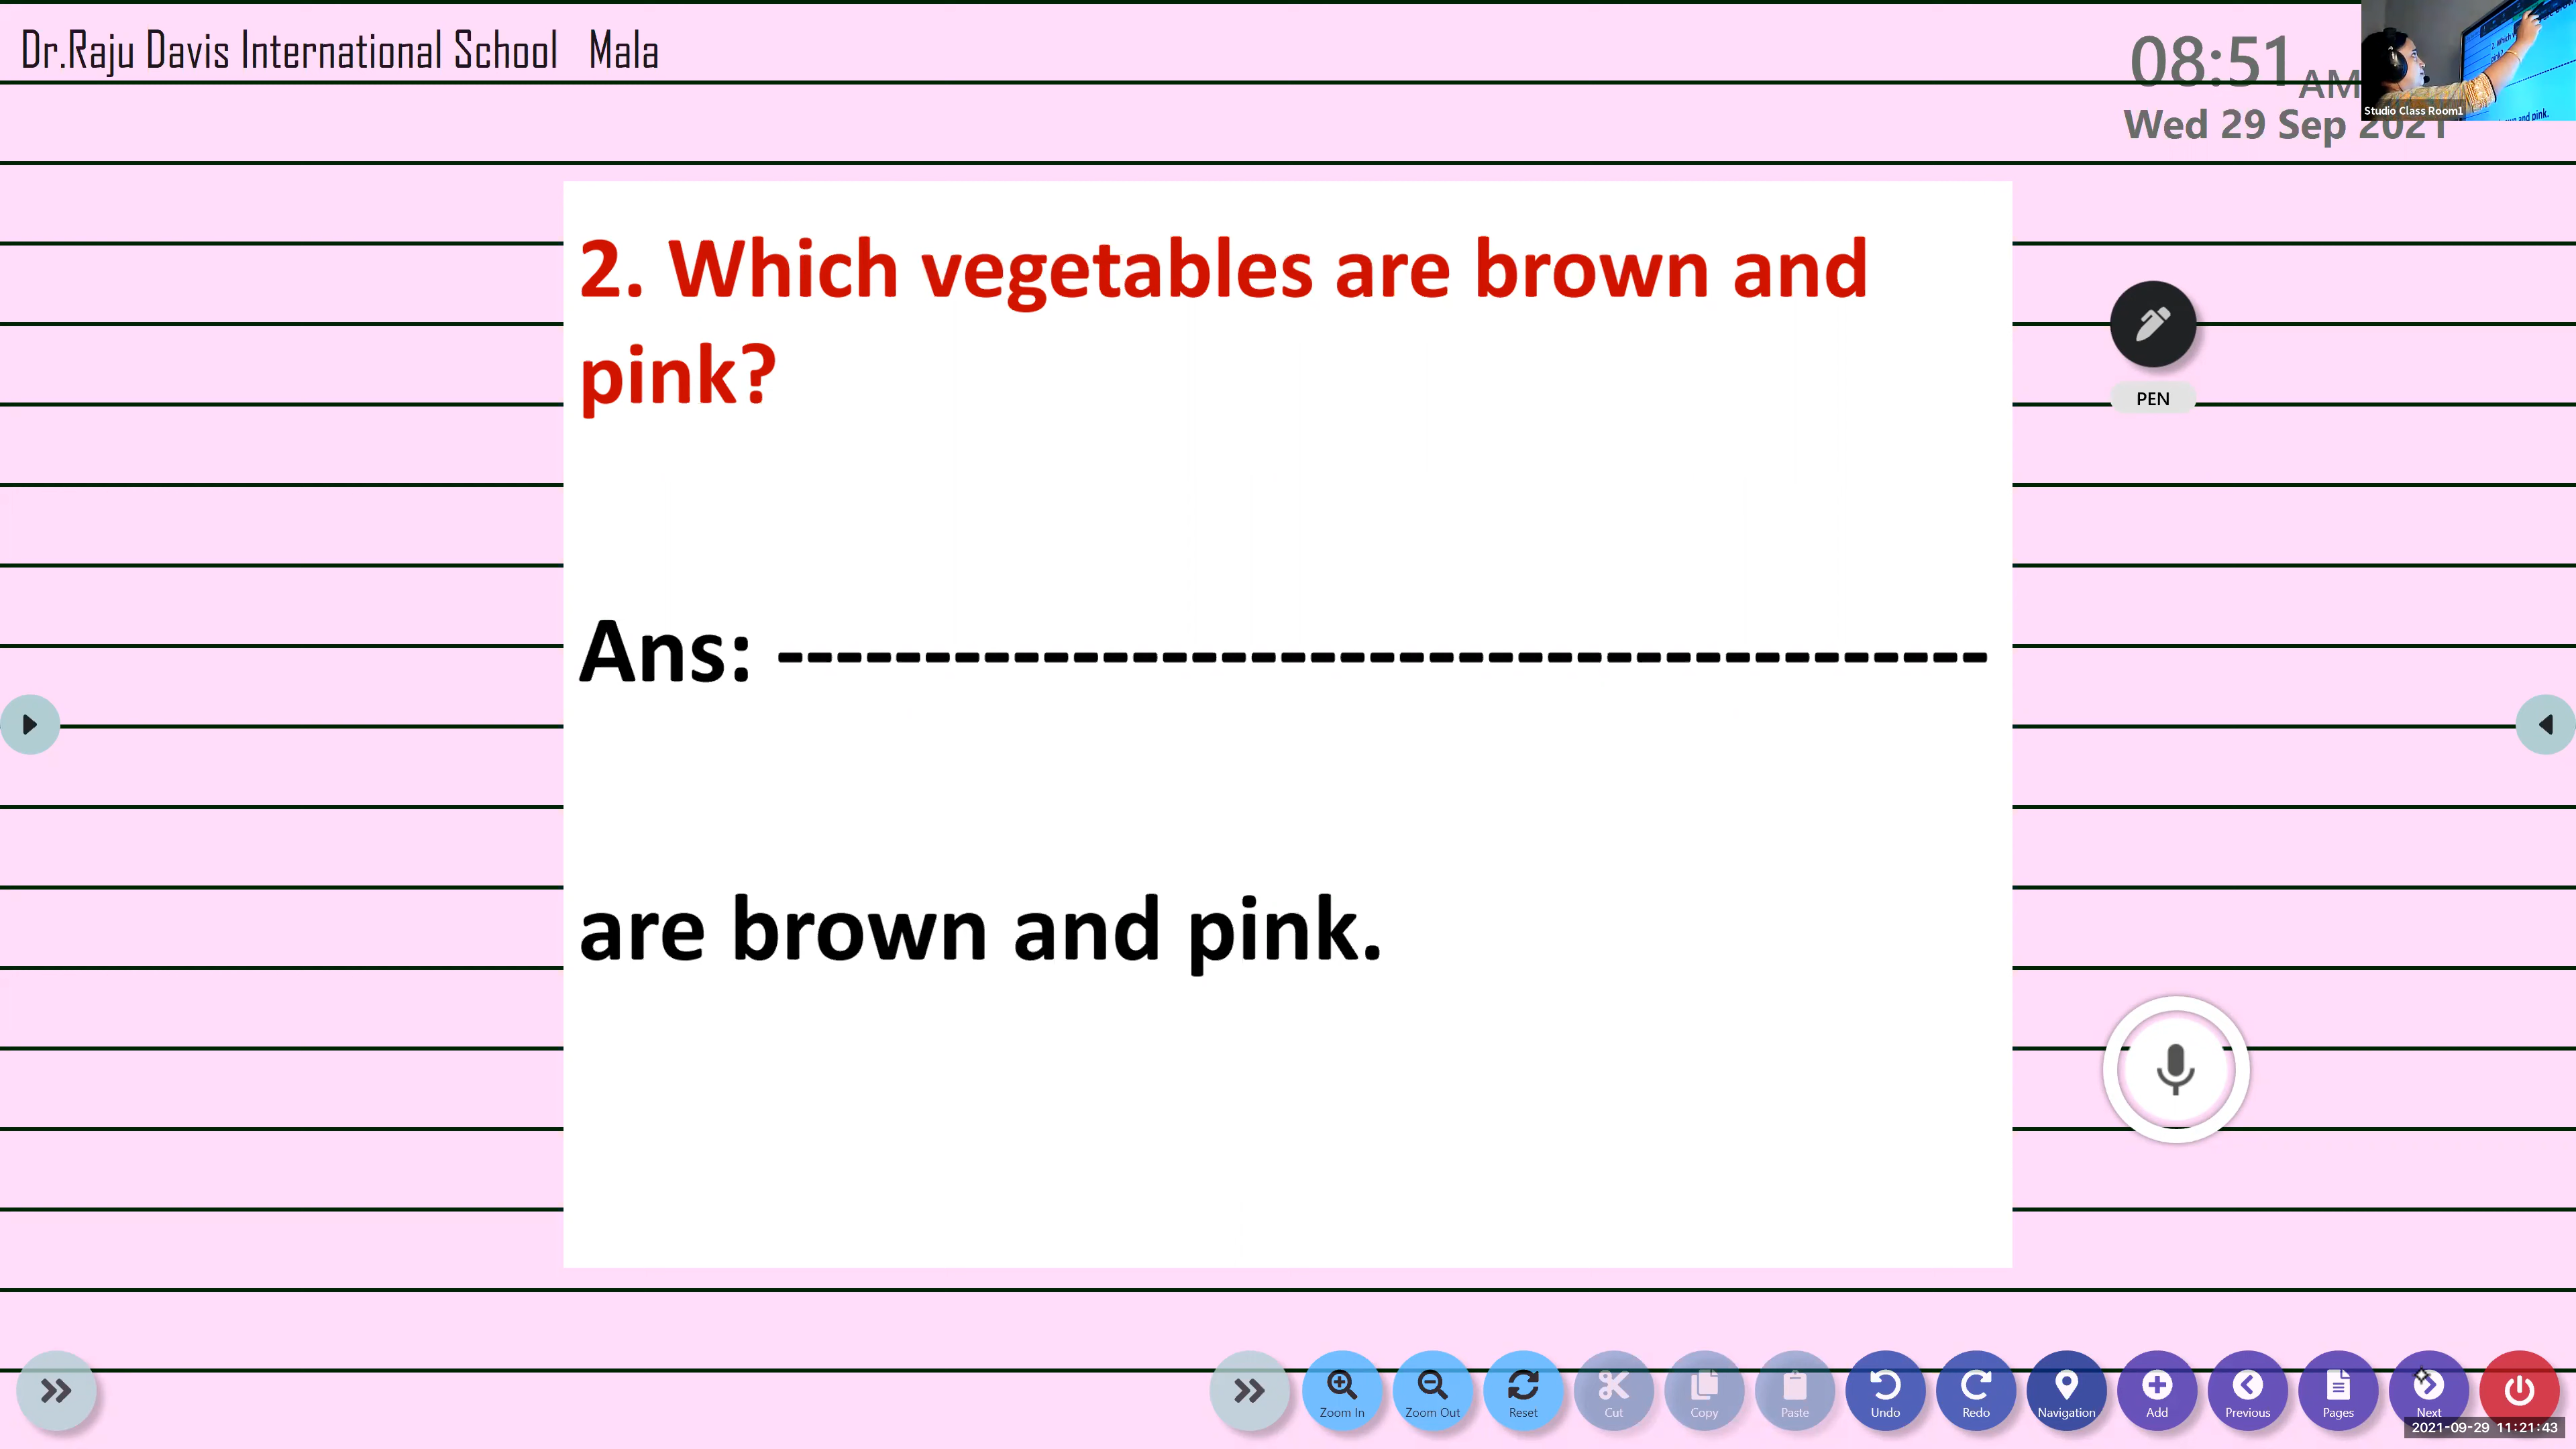 Dr.Raju Davis International School Mala
08:51 AM
Wed 29 Sep 2021
Studio Class Room1
and pink.
2. Which vegetables are brown and
pink?
PEN
Ans: -----------------------------------------
are brown and pink.
Zoom In
Zoom Out
Reset
Cut
Copy
Paste
Undo
Redo
Navigation
Add
Previous
Pages
Next
2021-09-29 11:21:43